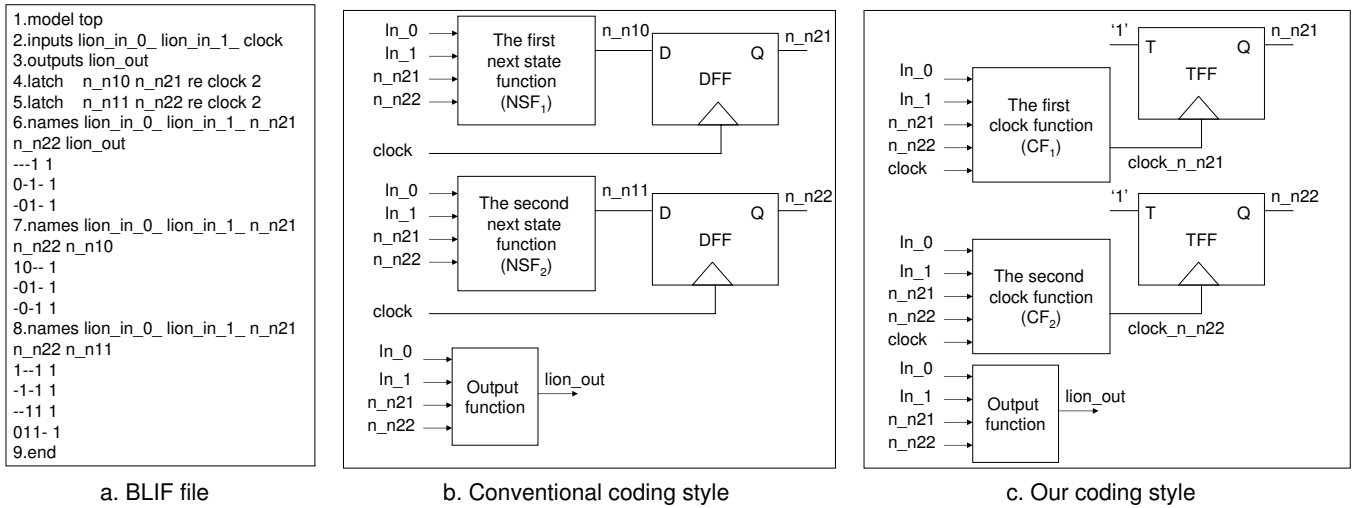 1.model top
2.inputs lion_in_0_ lion_in_1_ clock
3.outputs lion_out
4.latch n_n10 n_n21 re clock 2
5.latch n_n11 n_n22 re clock 2
6.names lion_in_0_ lion_in_1_ n_n21
n_n22 lion_out
---1 1
0-1- 1
-01- 1
7.names lion_in_0_ lion_in_1_ n_n21
n_n22 n_n10
10-- 1
-01- 1
-0-1 1
8.names lion_in_0_ lion_in_1_ n_n21
n_n22 n_n11
1--1 1
-1-1 1
--11 1
011- 1
9.end
a. BLIF file
In_0
In_1
n_n21
n_n22
The first
next state
function
(NSF1)
n_n10
D
Q
DFF
n_n21
clock
In_0
In_1
n_n21
n_n22
The second
next state
function
(NSF2)
n_n11
D
Q
DFF
n_n22
clock
In_0
In_1
n_n21
n_n22
Output
function
lion_out
b. Conventional coding style
'1'
T
Q
TFF
n_n21
In_0
In_1
n_n21
n_n22
clock
The first
clock function
(CF1)
clock_n_n21
'1'
T
Q
TFF
n_n22
In_0
In_1
n_n21
n_n22
clock
The second
clock function
(CF2)
clock_n_n22
In_0
In_1
n_n21
n_n22
Output
function
lion_out
c. Our coding style